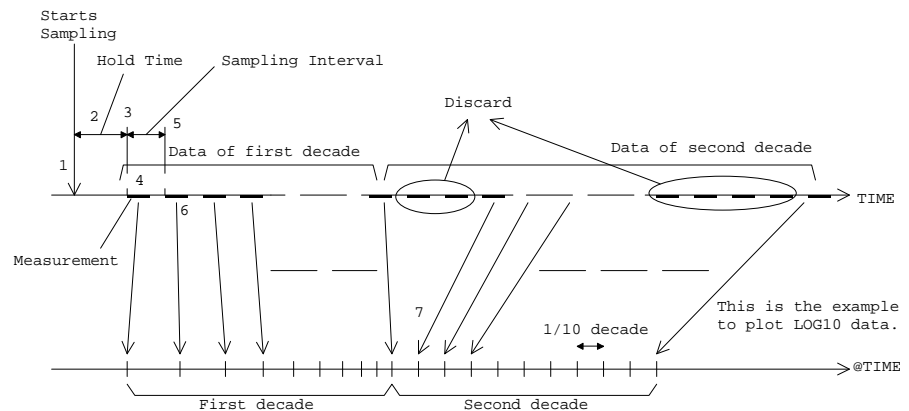 Starts
Sampling
Hold Time
Sampling Interval
Discard
2
3
5
1
Data of first decade
Data of second decade
4
TIME
6
Measurement
7
This is the example
to plot LOG10 data.
1/10 decade
@TIME
First decade
Second decade